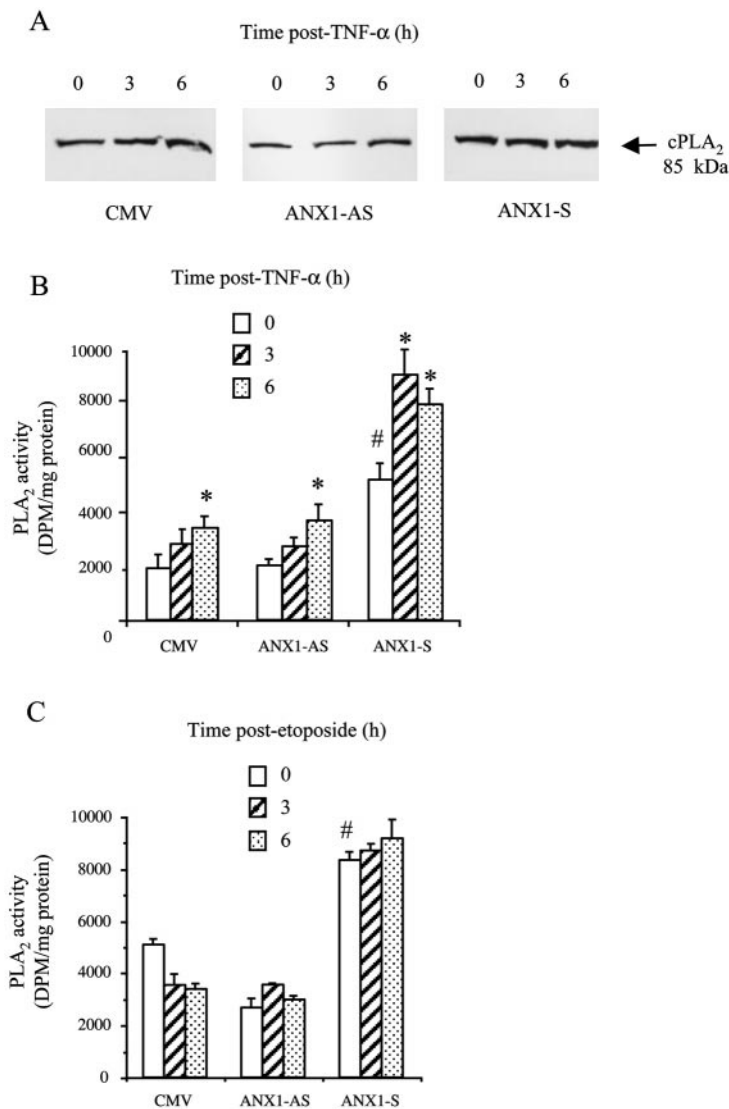 A
Time post-TNF-α (h)
0 3 6 0 3 6 0 3 6
cPLA2
85 kDa
CMV ANX1-AS ANX1-S
B
Time post-TNF-α (h)
0
3
6
PLA2 activity
(DPM/mg protein)
10000
8000
6000
4000
2000
0
* * # * *
CMV ANX1-AS ANX1-S
C
Time post-etoposide (h)
0
3
6
PLA2 activity
(DPM/mg protein)
10000
8000
6000
4000
2000
0
#
CMV ANX1-AS ANX1-S